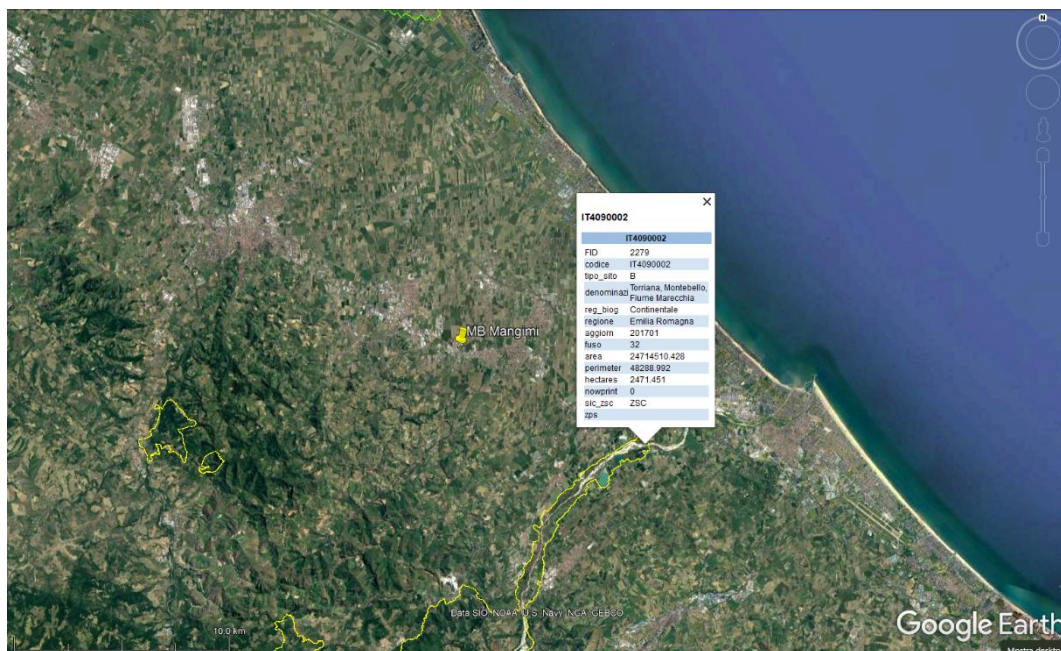 N
IT4090002
IT4090002
FID 2279
codice IT4090002
tipo_sito B
denominazi Torriana, Montebello,
Fiume Marecchia
reg_biog Continentale
regione Emilia Romagna
aggiorn 201701
fuso 32
area 24714510.428
perimeter 48288.992
hectares 2471.451
nowprint 0
sic_zsc ZSC
zps
MB Mangimi
Data SIO, NOAA, U.S. Navy, NGA, GEBCO
10.0 km
Google Earth